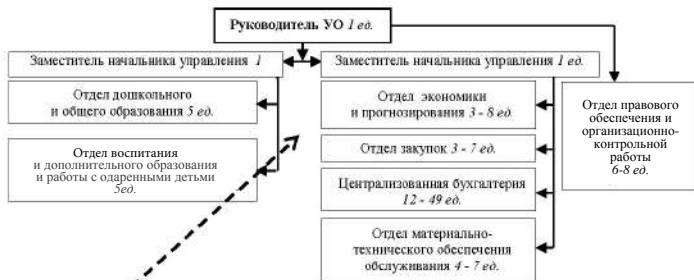 Руководитель УО 1 ед.
Заместитель начальника управления 1
Отдел дошкольного
и общего образования 5 ед.
Отдел воспитания
и дополнительного образования
и работы с одаренными детьми
5ед.
Заместитель начальника управления 1 ед.
Отдел экономики
и прогнозирования 3 - 8 ед.
Отдел закупок 3 - 7 ед.
Централизованная бухгалтерия
12 - 49 ед.
Отдел материально-
технического обеспечения
обслуживания 4 - 7 ед.
Отдел правового
обеспечения и
организационно-
контрольной
работы
6-8 ед.